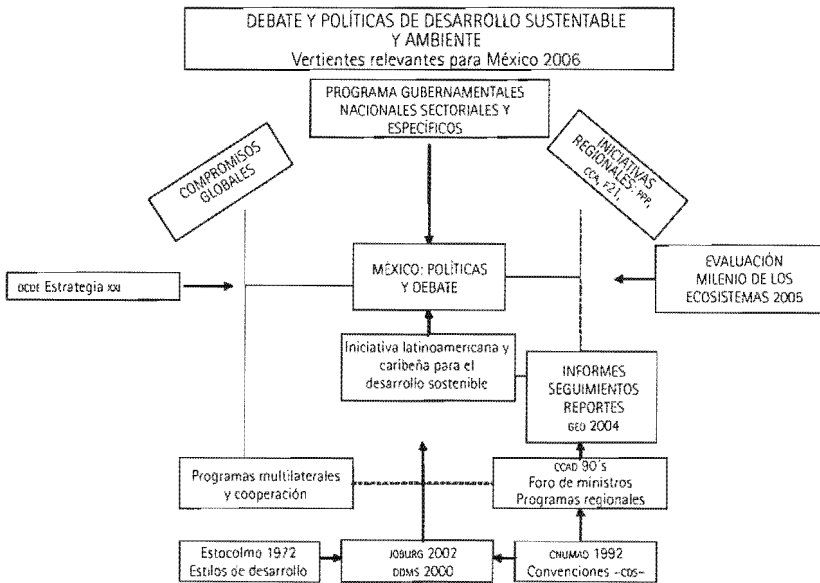 DEBATE Y POLÍTICAS DE DESARROLLO SUSTENTABLE
Y AMBIENTE
Vertientes relevantes para México 2006
PROGRAMA GUBERNAMENTALES
NACIONALES SECTORIALES Y
ESPECÍFICOS
COMPROMISOS
GLOBALES
INICIATIVAS
REGIONALES: PPP,
CCA, F21,
MÉXICO: POLÍTICAS
Y DEBATE
EVALUACIÓN
MILENIO DE LOS
ECOSISTEMAS 2005
OCDE Estrategia XXI
Iniciativa latinoamericana y
caribeña para el
desarrollo sostenible
INFORMES
SEGUIMIENTOS
REPORTES
GEO 2004
Programas multilaterales
y cooperación
CCAD 90´s
Foro de ministros
Programas regionales
Estocolmo 1972
Estilos de desarrollo
JOBURG 2002
DDMS 2000
CNUMAD 1992
Convenciones -CDS-